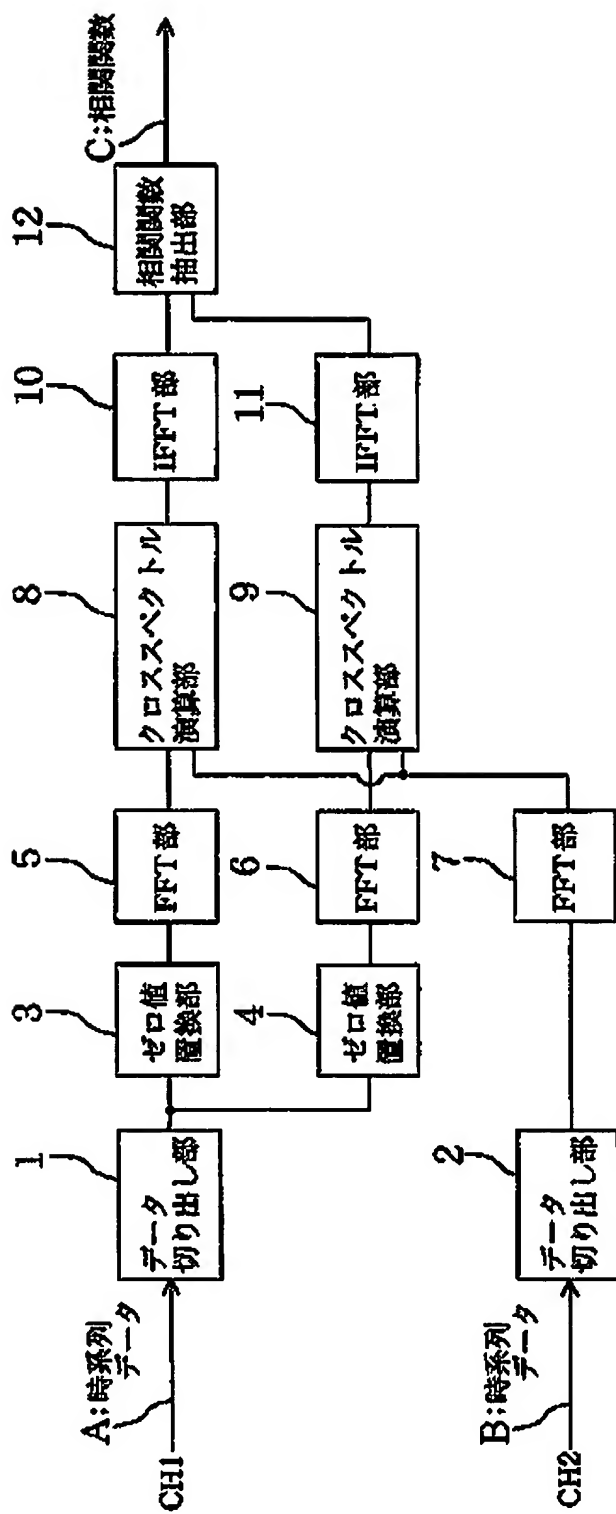 CH1
A:時系列
データ
1
データ
切り出し部
3
ゼロ値
置換部
5
FFT部
8
クロススペクトル
演算部
10
IFFT部
12
相関関数
抽出部
C:相関関数
4
ゼロ値
置換部
6
FFT部
9
クロススペクトル
演算部
11
IFFT部
CH2
B:時系列
データ
2
データ
切り出し部
7
FFT部